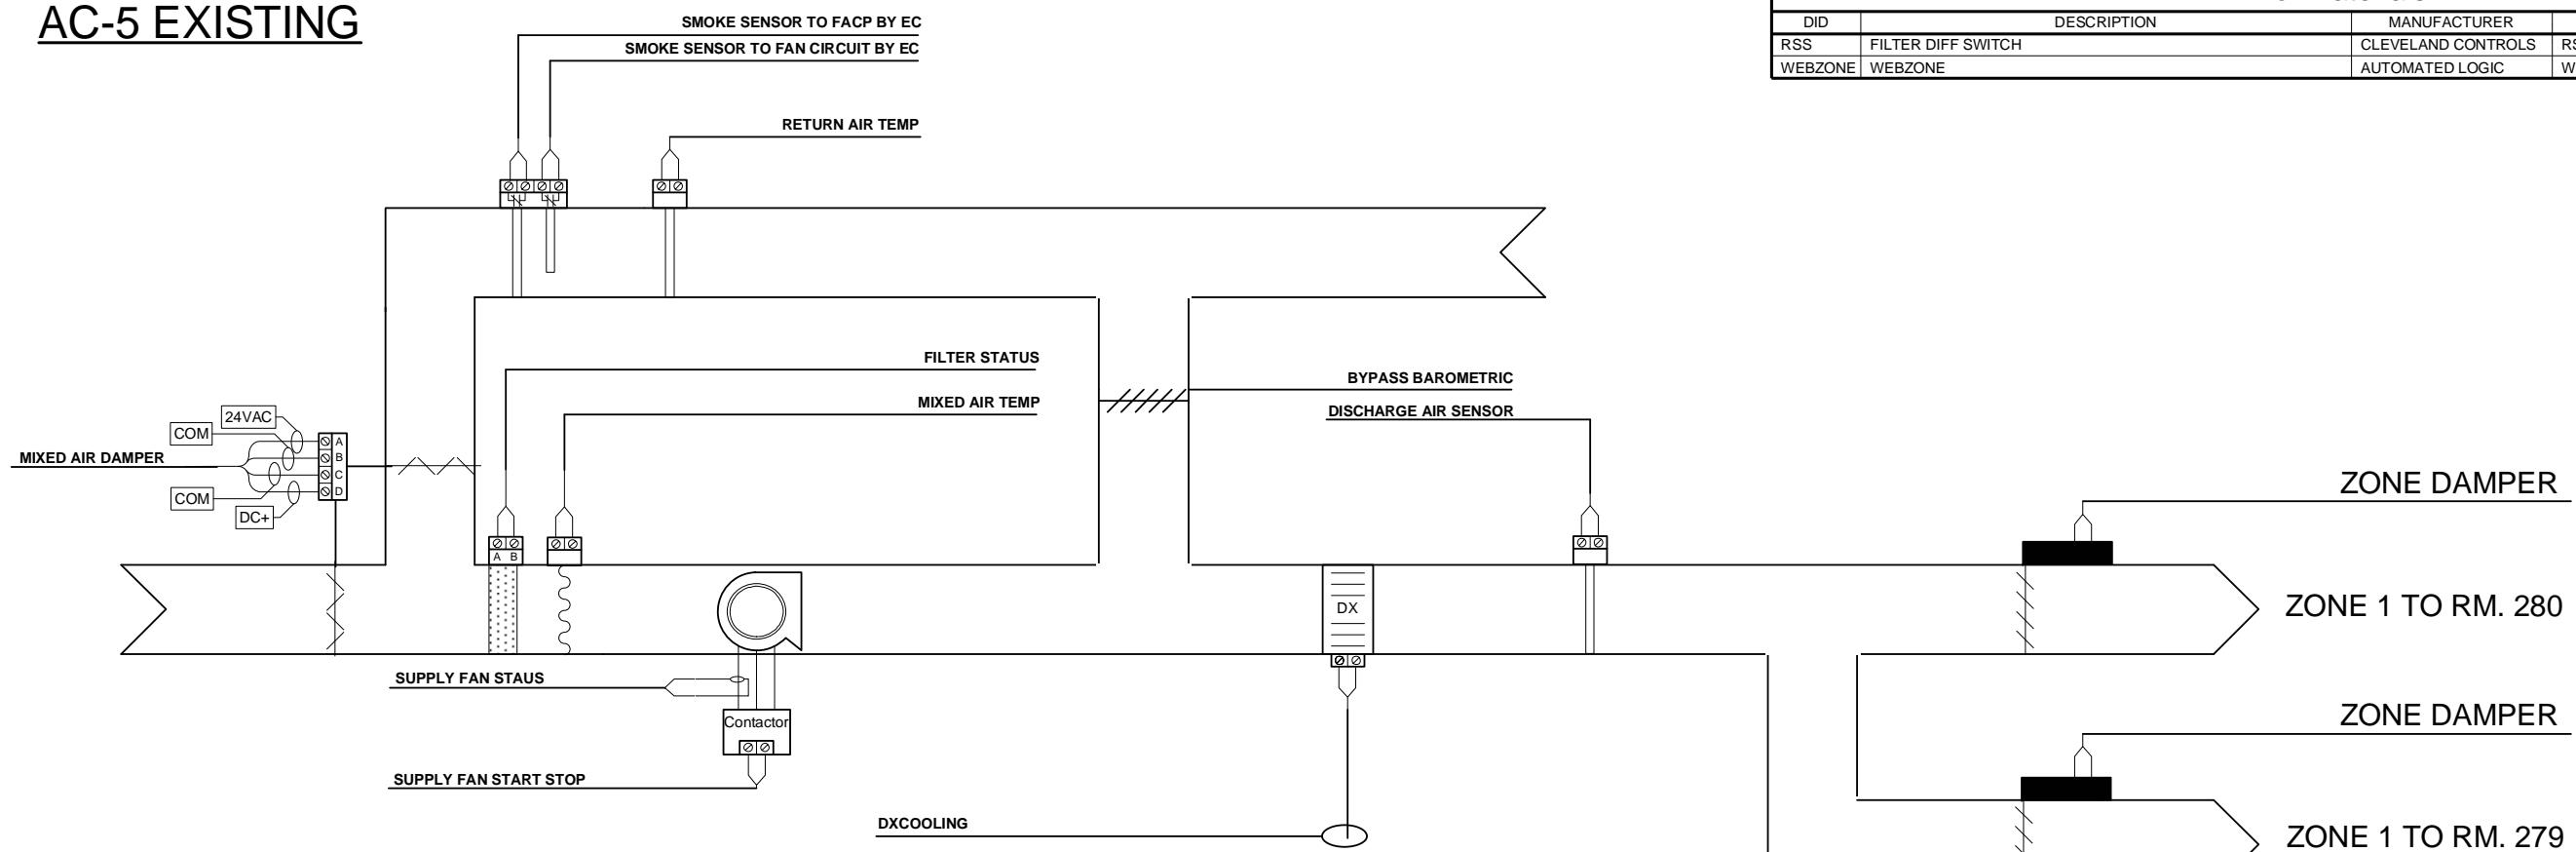 AC-5 EXISTING
SMOKE SENSOR TO FACP BY EC
SMOKE SENSOR TO FAN CIRCUIT BY EC
RETURN AIR TEMP
DID DESCRIPTION MANUFACTURER
RSS FILTER DIFF SWITCH CLEVELAND CONTROLS
WEBZONE WEBZONE AUTOMATED LOGIC
FILTER STATUS
MIXED AIR TEMP
BYPASS BAROMETRIC
DISCHARGE AIR SENSOR
24VAC
COM
MIXED AIR DAMPER
COM
DC+
A
B
C
D
A B
ZONE DAMPER
DX
ZONE 1 TO RM. 280
SUPPLY FAN STAUS
Contactor
SUPPLY FAN START STOP
ZONE DAMPER
DXCOOLING
ZONE 1 TO RM. 279